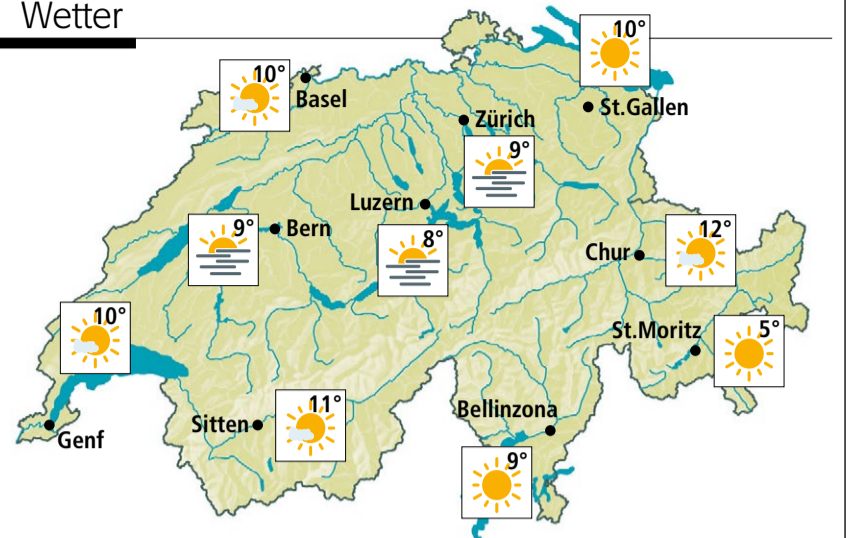 Wetter
10°
10°
Basel
St.Gallen
Zürich
9°
Luzern
9°
Bern
8°
12°
Chur
10°
St.Moritz
5°
11°
Bellinzona
Sitten
Genf
9°